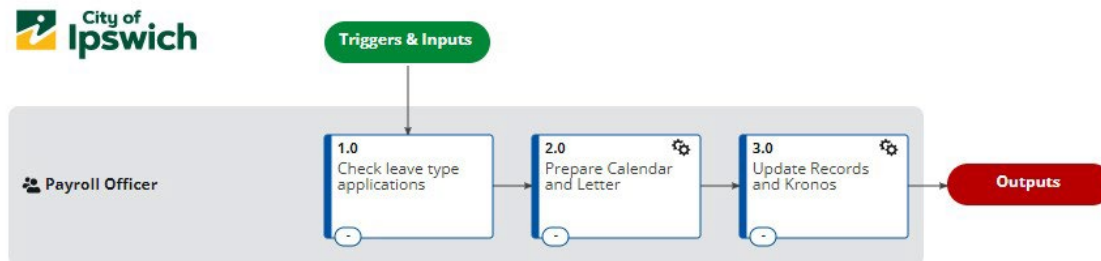 City of
Ipswich
Triggers & Inputs
Payroll Officer
1.0
Check leave type
applications
-
2.0
Prepare Calendar
and Letter
-
3.0
Update Records
and Kronos
-
Outputs